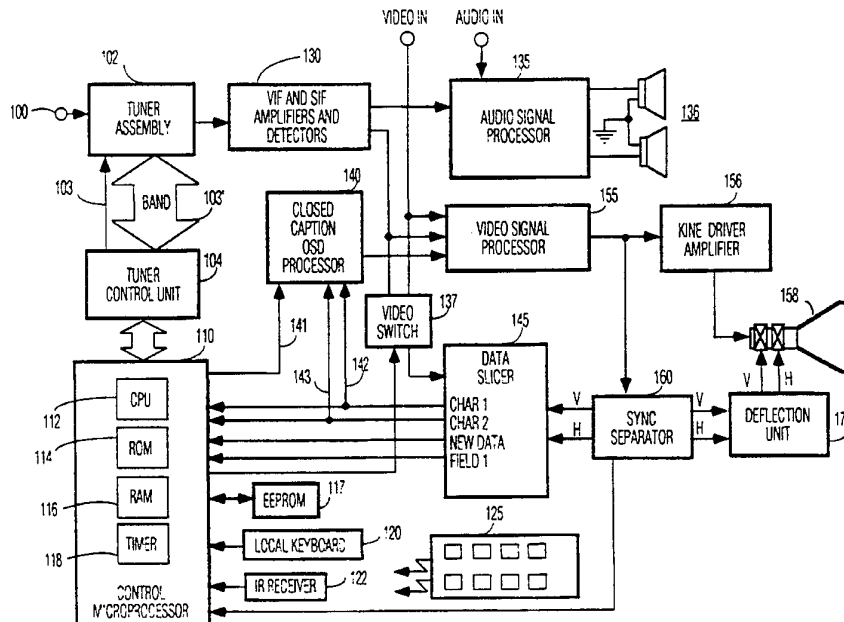 VIDEO IN
AUDIO IN
102
130
135
100
TUNER
ASSEMBLY
VIF AND SIF
AMPLIFIERS AND
DETECTORS
AUDIO SIGNAL
PROCESSOR
136
103
BAND
103'
140
CLOSED
CAPTION
OSD
PROCESSOR
155
VIDEO SIGNAL
PROCESSOR
156
KINE DRIVER
AMPLIFIER
TUNER
CONTROL UNIT
104
158
141
VIDEO
SWITCH
137
110
145
143
142
DATA
SLICER
CHAR 1
CHAR 2
NEW DATA
FIELD 1
V
H
160
SYNC
SEPARATOR
V
H
V
H
DEFLECTION
UNIT
17
112
CPU
114
ROM
116
RAM
118
TIMER
CONTROL
MICROPROCESSOR
EEPROM
117
LOCAL KEYBOARD
120
IR RECEIVER
122
125